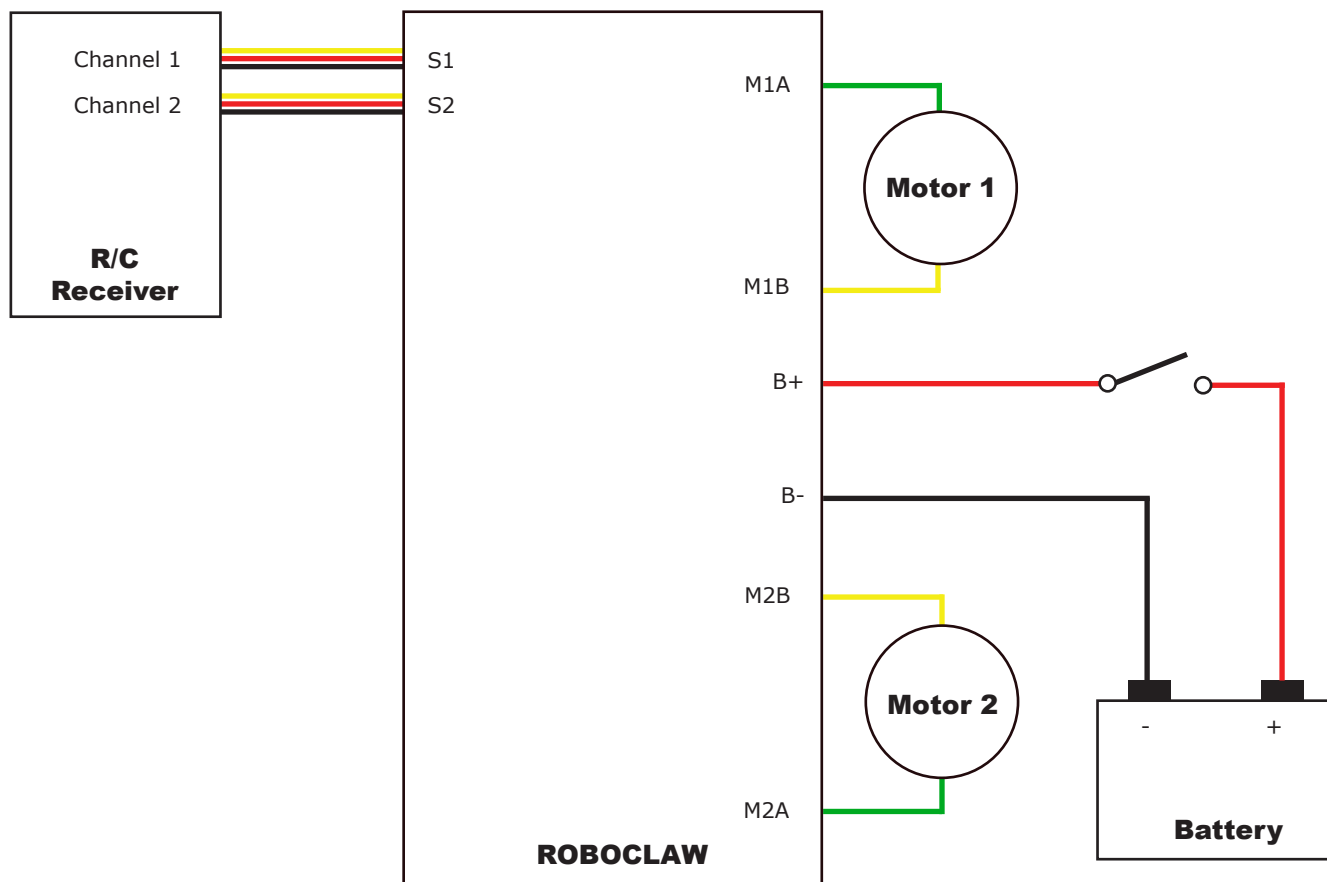 Channel 1
Channel 2
R/C
Receiver
S1
S2
M1A
M1B
B+
B-
M2B
M2A
ROBOCLAW
Motor 1
Motor 2
-
+
Battery